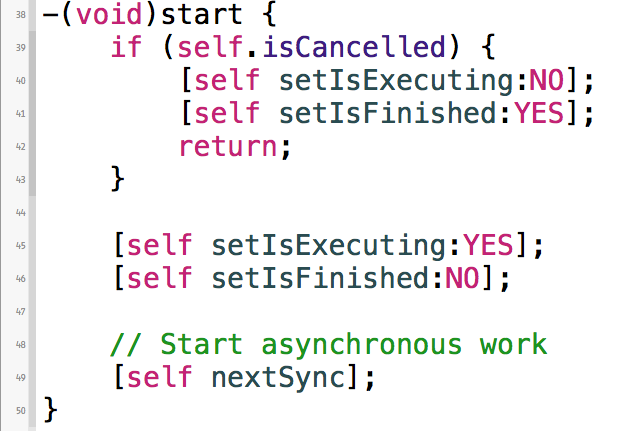 38 -(void)start {
39 if (self.isCancelled) {
40 [self setIsExecuting:NO];
41 [self setIsFinished:YES];
42 return;
43 }
44
45 [self setIsExecuting:YES];
46 [self setIsFinished:NO];
47
48 // Start asynchronous work
49 [self nextSync];
50 }